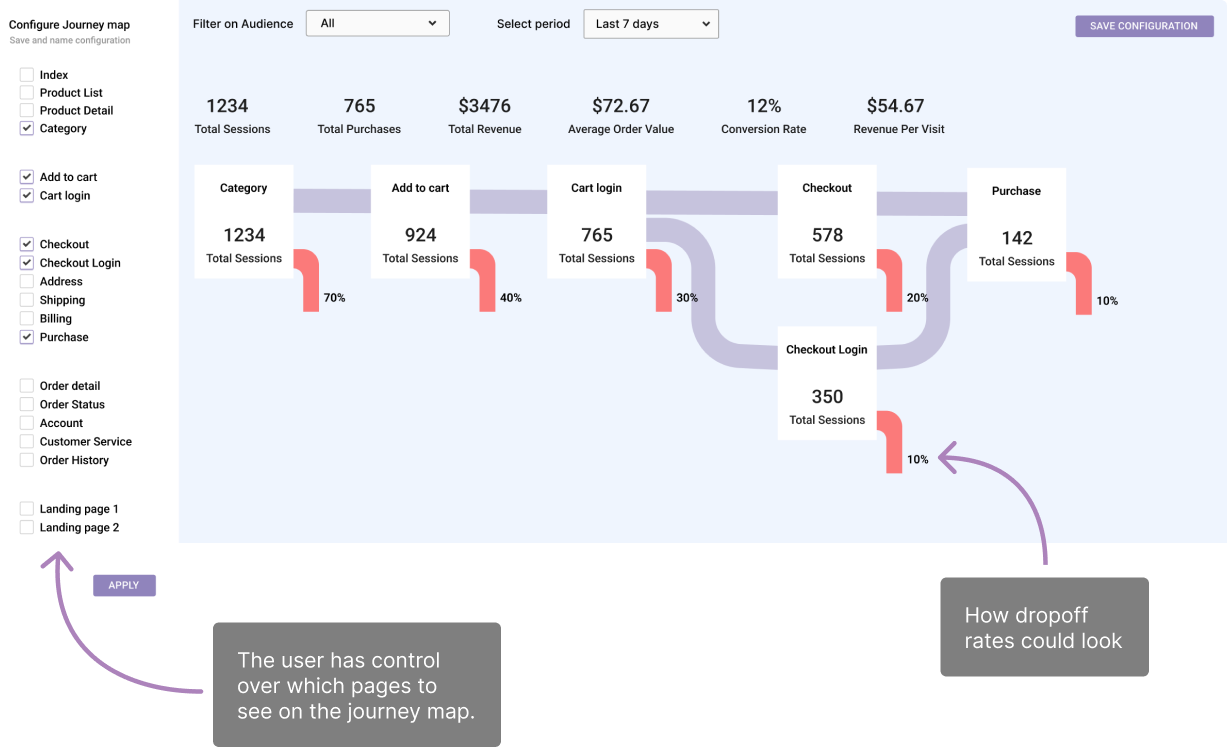 Configure Journey map
Save and name configuration
Index
Product List
Product Detail
Category
Add to cart
Cart login
Checkout
Checkout Login
Address
Shipping
Billing
Purchase
Order detail
Order Status
Account
Customer Service
Order History
Landing page 1
Landing page 2
APPLY
Filter on Audience
All
Select period
Last 7 days
SAVE CONFIGURATION
1234
Total Sessions
765
Total Purchases
$3476
Total Revenue
$72.67
Average Order Value
12%
Conversion Rate
$54.67
Revenue Per Visit
Category
1234
Total Sessions
70%
Add to cart
924
Total Sessions
40%
Cart login
765
Total Sessions
30%
Checkout
578
Total Sessions
20%
Purchase
142
Total Sessions
10%
Checkout Login
350
Total Sessions
10%
The user has control
over which pages to
see on the journey map.
How dropoff
rates could look